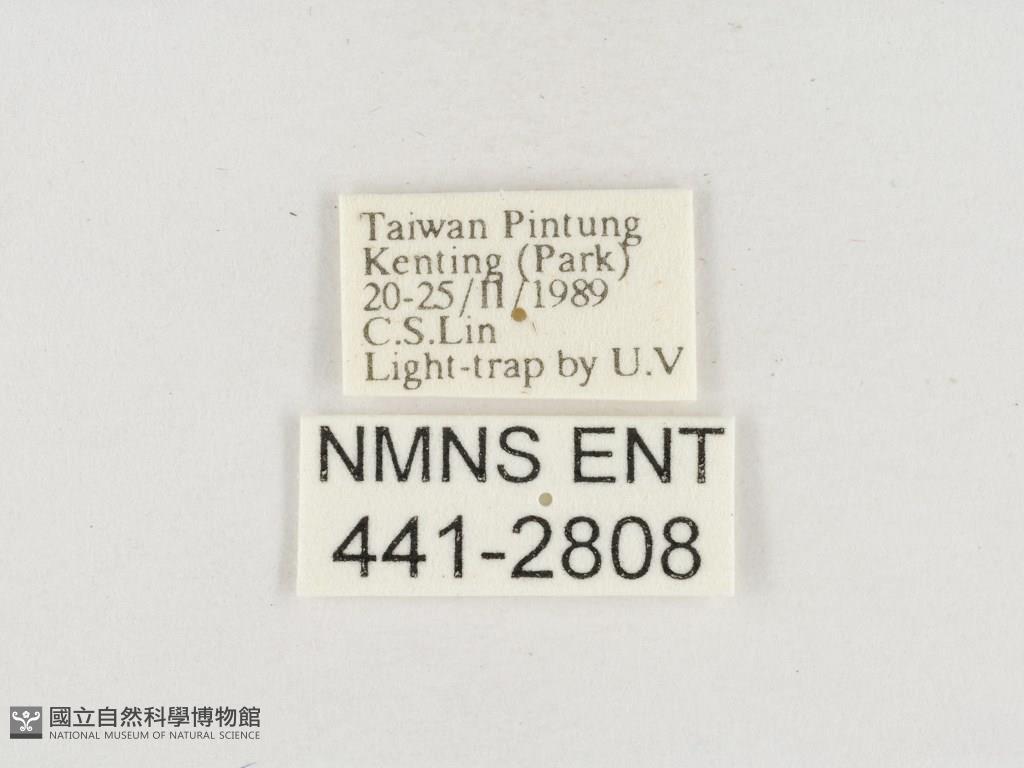 Taiwan Pintung
Kenting (Park)
20-25/II/1989
C.S.Lin
Light-trap by U.V
NMNS ENT
441-2808
國立自然科學博物館
NATIONAL MUSEUM OF NATURAL SCIENCE